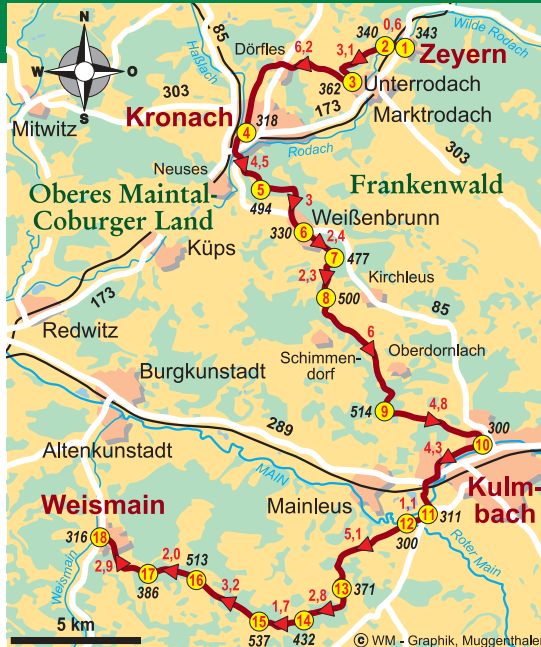 N
W
O
S
85
Haßlach
Dörfles
6,2
340
0,6
3,1
2
1
343
Wilde Rodach
Zeyern
3
362
Unterrodach
303
173
Marktrodach
Mitwitz
Kronach
318
4
Rodach
303
Neuses
4,5
5
494
Oberes Maintal-
Coburger Land
Frankenwald
3
Weißenbrunn
330
6
2,4
Küps
7
477
2,3
Kirchleus
173
8
500
85
Redwitz
6
Schimmen-
dorf
Oberdornlach
Burgkunstadt
514
9
4,8
300
289
10
Altenkunstadt
4,3
MAIN
Kulm-
bach
Weismain
Mainleus
1,1
11
311
12
300
316
18
5,1
Roter Main
Weismain
2,9
17
386
2,0
513
16
13
371
3,2
1,7
2,8
15
537
14
432
5 km
© WM - Graphik, Muggenthaler